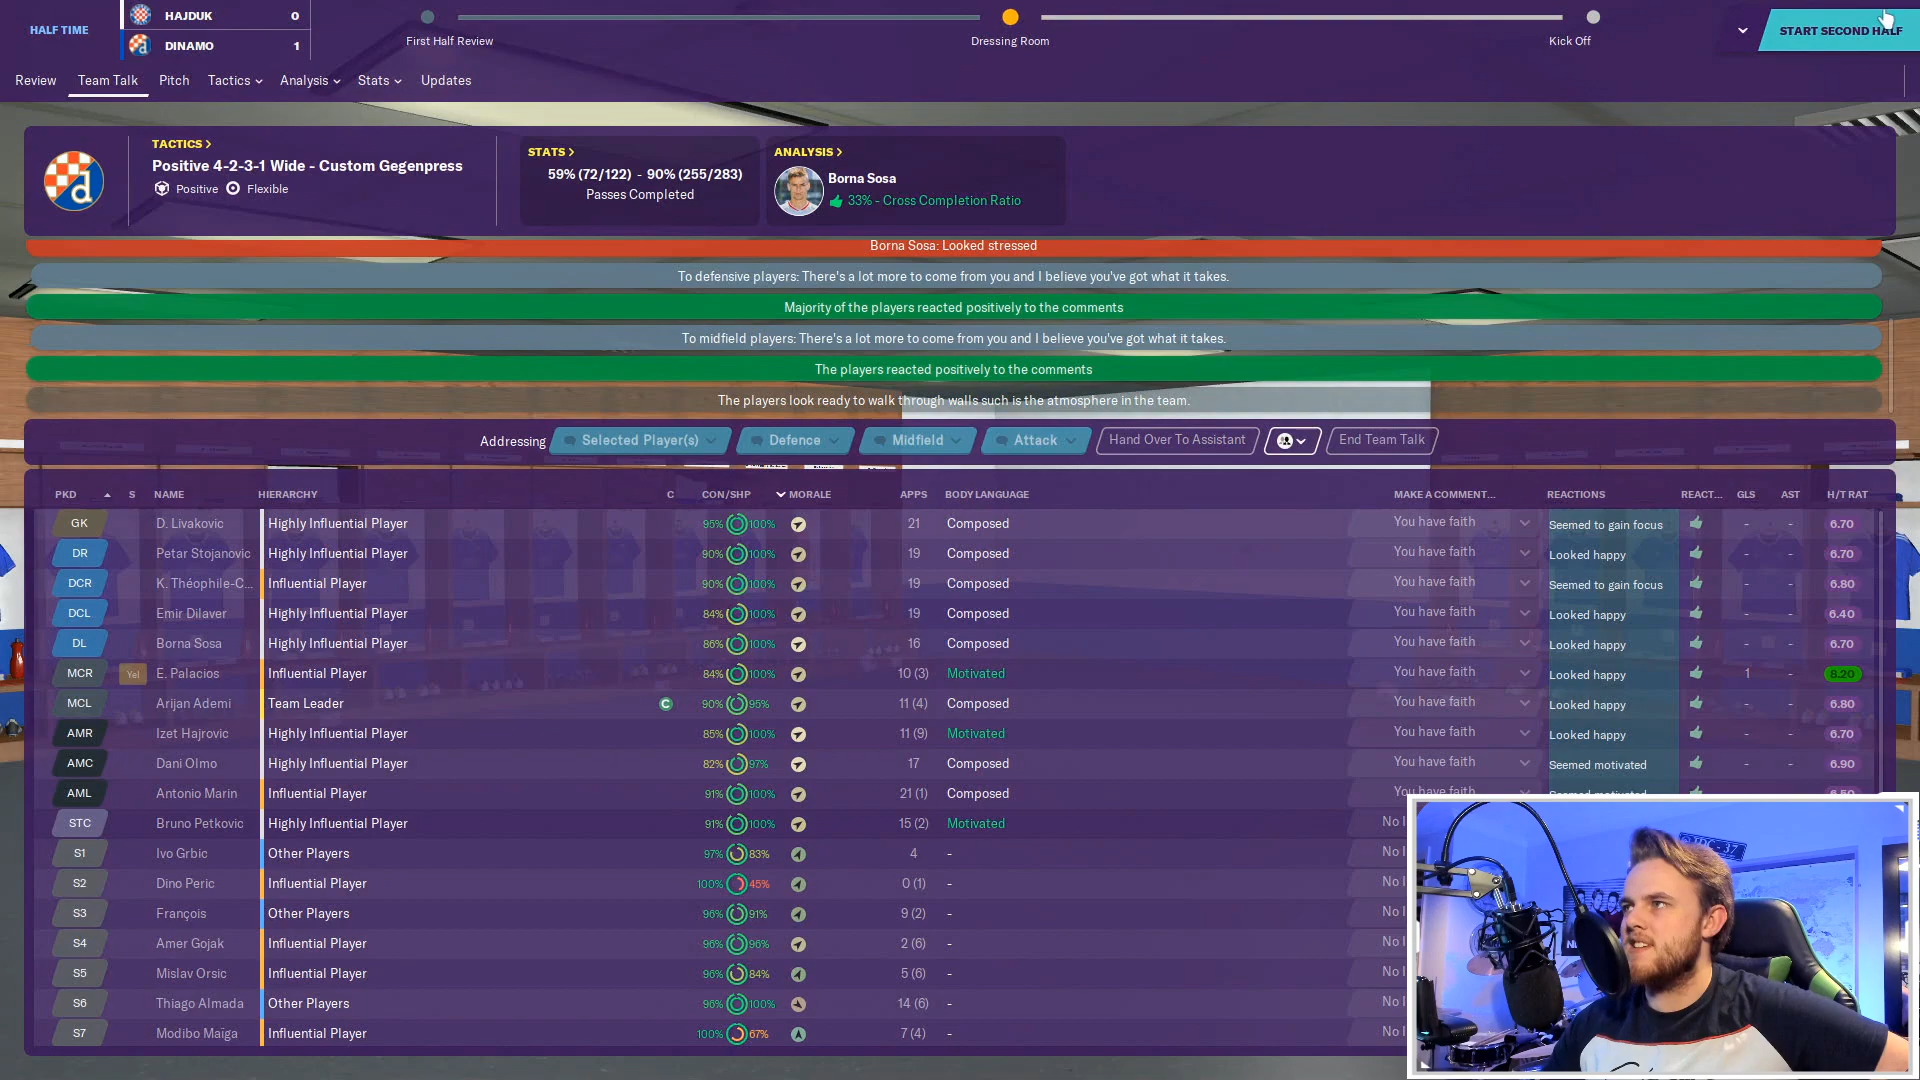 HALF TIME
HAJDUK 0
DINAMO 1
First Half Review
Dressing Room
Kick Off
START SECOND HALF
Review Team Talk Pitch Tactics Analysis Stats Updates
TACTICS >
Positive 4-2-3-1 Wide - Custom Gegenpress
Positive Flexible
STATS >
59% (72/122) - 90% (255/283)
Passes Completed
ANALYSIS >
Borna Sosa
33% - Cross Completion Ratio
Borna Sosa: Looked stressed
To defensive players: There's a lot more to come from you and I believe you've got what it takes.
Majority of the players reacted positively to the comments
To midfield players: There's a lot more to come from you and I believe you've got what it takes.
The players reacted positively to the comments
The players look ready to walk through walls such is the atmosphere in the team.
Addressing Selected Player(s) Defence Midfield Attack Hand Over To Assistant End Team Talk
PKD S NAME HIERARCHY C CON/SHP MORALE APPS BODY LANGUAGE MAKE A COMMENT... REACTIONS REACT... GLS AST H/T RAT
GK D. Livakovic Highly Influential Player 95% 100% 21 Composed You have faith Seemed to gain focus - - 6.70
DR Petar Stojanovic Highly Influential Player 90% 100% 19 Composed You have faith Looked happy - - 6.70
DCR K. Théophile-C... Influential Player 90% 100% 19 Composed You have faith Seemed to gain focus - - 6.80
DCL Emir Dilaver Highly Influential Player 84% 100% 19 Composed You have faith Looked happy - - 6.40
DL Borna Sosa Highly Influential Player 86% 100% 16 Composed You have faith Looked happy - - 6.70
MCR Yel E. Palacios Influential Player 84% 100% 10 (3) Motivated You have faith Looked happy 1 - 8.20
MCL Arijan Ademi Team Leader C 90% 95% 11 (4) Composed You have faith Looked happy - - 6.80
AMR Izet Hajrovic Highly Influential Player 85% 100% 11 (9) Motivated You have faith Looked happy - - 6.70
AMC Dani Olmo Highly Influential Player 82% 97% 17 Composed You have faith Seemed motivated - - 6.90
AML Antonio Marin Influential Player 91% 100% 21 (1) Composed You have faith Seemed motivated - - 6.50
STC Bruno Petkovic Highly Influential Player 91% 100% 15 (2) Motivated No
S1 Ivo Grbic Other Players 97% 83% 4 - No
S2 Dino Peric Influential Player 100% 45% 0 (1) - No
S3 François Other Players 96% 91% 9 (2) - No
S4 Amer Gojak Influential Player 96% 96% 2 (6) - No
S5 Mislav Orsic Influential Player 96% 84% 5 (6) - No
S6 Thiago Almada Other Players 96% 100% 14 (6) - No
S7 Modibo Maïga Influential Player 100% 67% 7 (4) - No